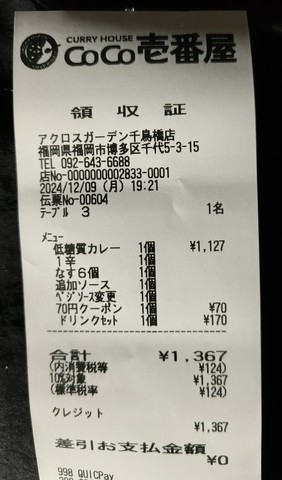 CURRY HOUSE
CoCo壱番屋
領収証
アクロスガーデン千鳥橋店
福岡県福岡市博多区千代5-3-15
TEL 092-643-6688
店No-0000000002833-0001
2024/12/09 (月) 19:21
伝票No-00604
テーブル 3 1名
メニュー
低糖質カレー 1個 ¥1,127
1辛 1個
なす6個 1個
追加ソース 1個
ベジソース変更 1個
70円クーポン 1個 ¥70
ドリンクセット 1個 ¥170
合計 ¥1,367
(内消費税等 ¥124)
10%対象 ¥1,367
(標準税率 ¥124)
クレジット
¥1,367
差引お支払金額
¥0
998 QUICPay